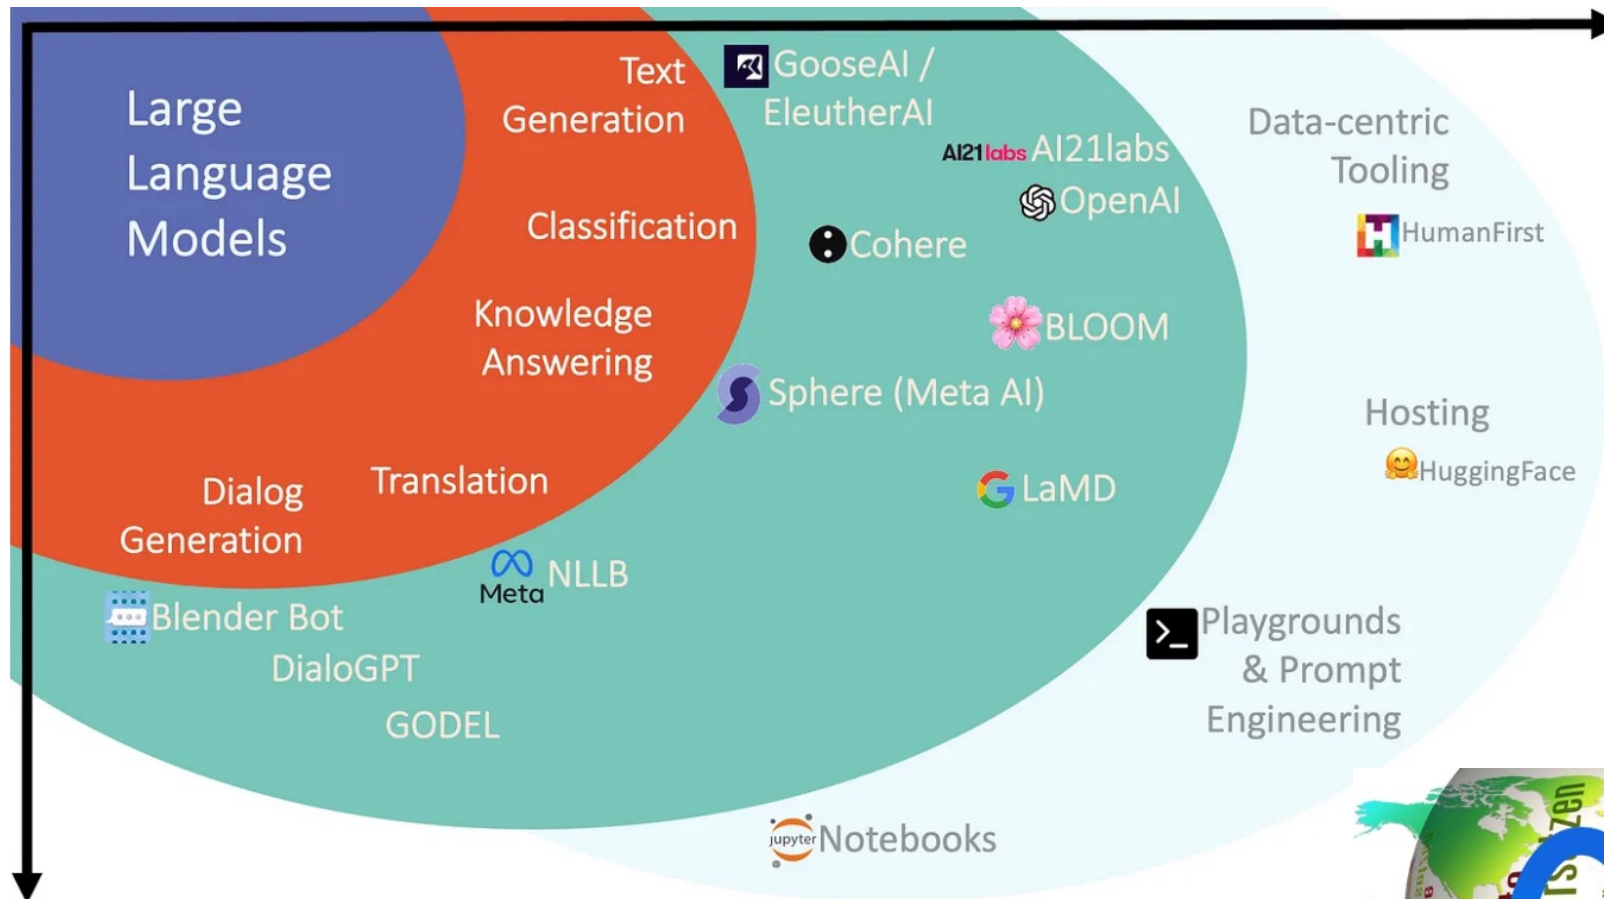 Large
Language
Models
Text
Generation
Classification
Knowledge
Answering
Translation
Dialog
Generation
GooseAI /
EleutherAI
AI21labs AI21labs
OpenAI
Cohere
BLOOM
Sphere (Meta AI)
LaMD
Meta NLLB
Blender Bot
DialoGPT
GODEL
Data-centric
Tooling
H HumanFirst
Hosting
HuggingFace
>_ Playgrounds
& Prompt
Engineering
jupyter Notebooks